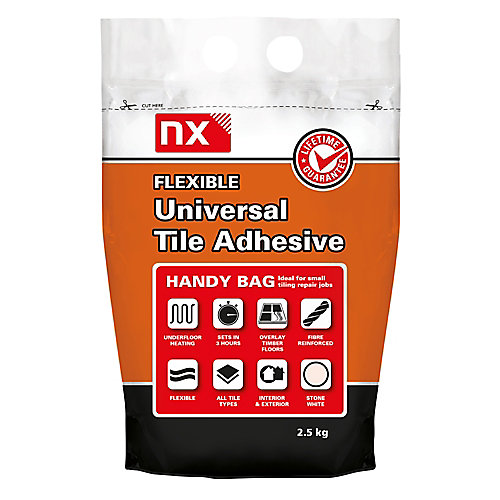 CUT HERE
nx
LIFETIME
GUARANTEE
FLEXIBLE
Universal
Tile Adhesive
HANDY BAG
Ideal for small
tiling repair jobs
UNDERFLOOR
HEATING
SETS IN
3 HOURS
OVERLAY
TIMBER
FLOORS
FIBRE
REINFORCED
FLEXIBLE
ALL TILE
TYPES
INTERIOR
& EXTERIOR
STONE
WHITE
2.5 kg